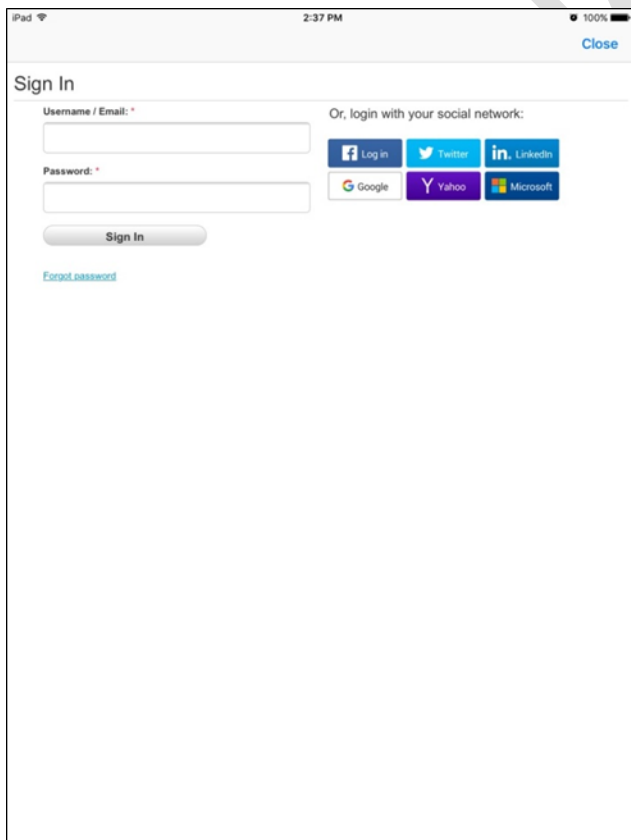 iPad 2:37 PM 100%
Close
Sign In
Username / Email: *
Password: *
Sign In
Forgot password
Or, login with your social network:
Log in Twitter in. LinkedIn
Google Yahoo Microsoft